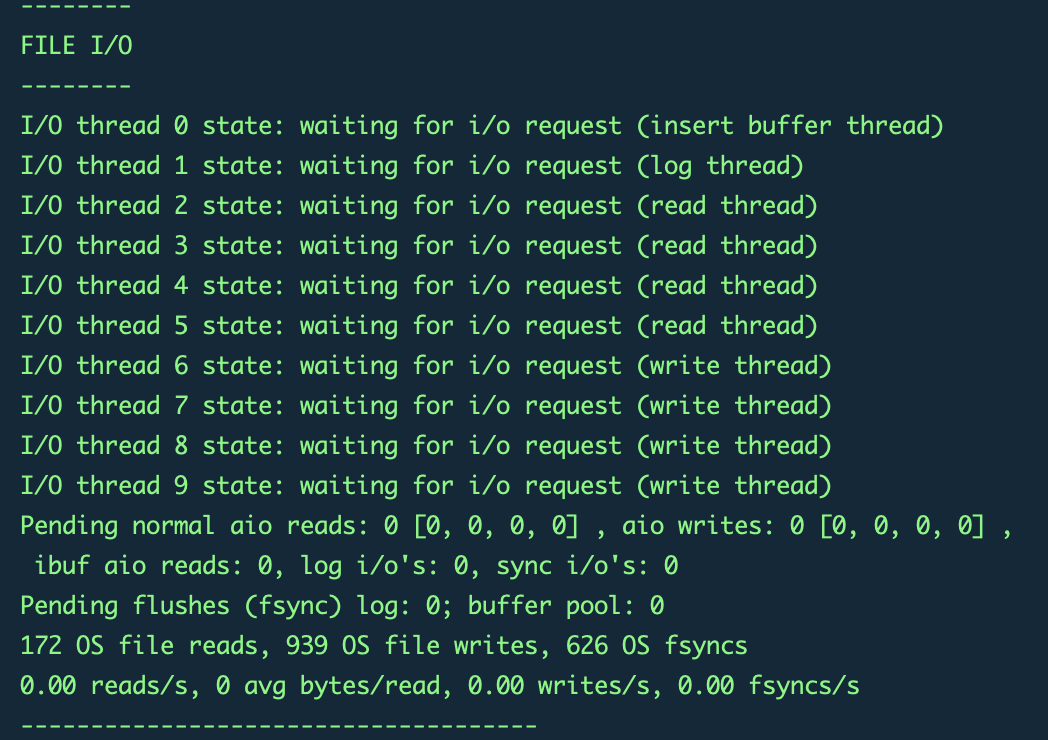 --------
FILE I/O
--------
I/O thread 0 state: waiting for i/o request (insert buffer thread)
I/O thread 1 state: waiting for i/o request (log thread)
I/O thread 2 state: waiting for i/o request (read thread)
I/O thread 3 state: waiting for i/o request (read thread)
I/O thread 4 state: waiting for i/o request (read thread)
I/O thread 5 state: waiting for i/o request (read thread)
I/O thread 6 state: waiting for i/o request (write thread)
I/O thread 7 state: waiting for i/o request (write thread)
I/O thread 8 state: waiting for i/o request (write thread)
I/O thread 9 state: waiting for i/o request (write thread)
Pending normal aio reads: 0 [0, 0, 0, 0] , aio writes: 0 [0, 0, 0, 0] ,
 ibuf aio reads: 0, log i/o's: 0, sync i/o's: 0
Pending flushes (fsync) log: 0; buffer pool: 0
172 OS file reads, 939 OS file writes, 626 OS fsyncs
0.00 reads/s, 0 avg bytes/read, 0.00 writes/s, 0.00 fsyncs/s
-------------------------------------